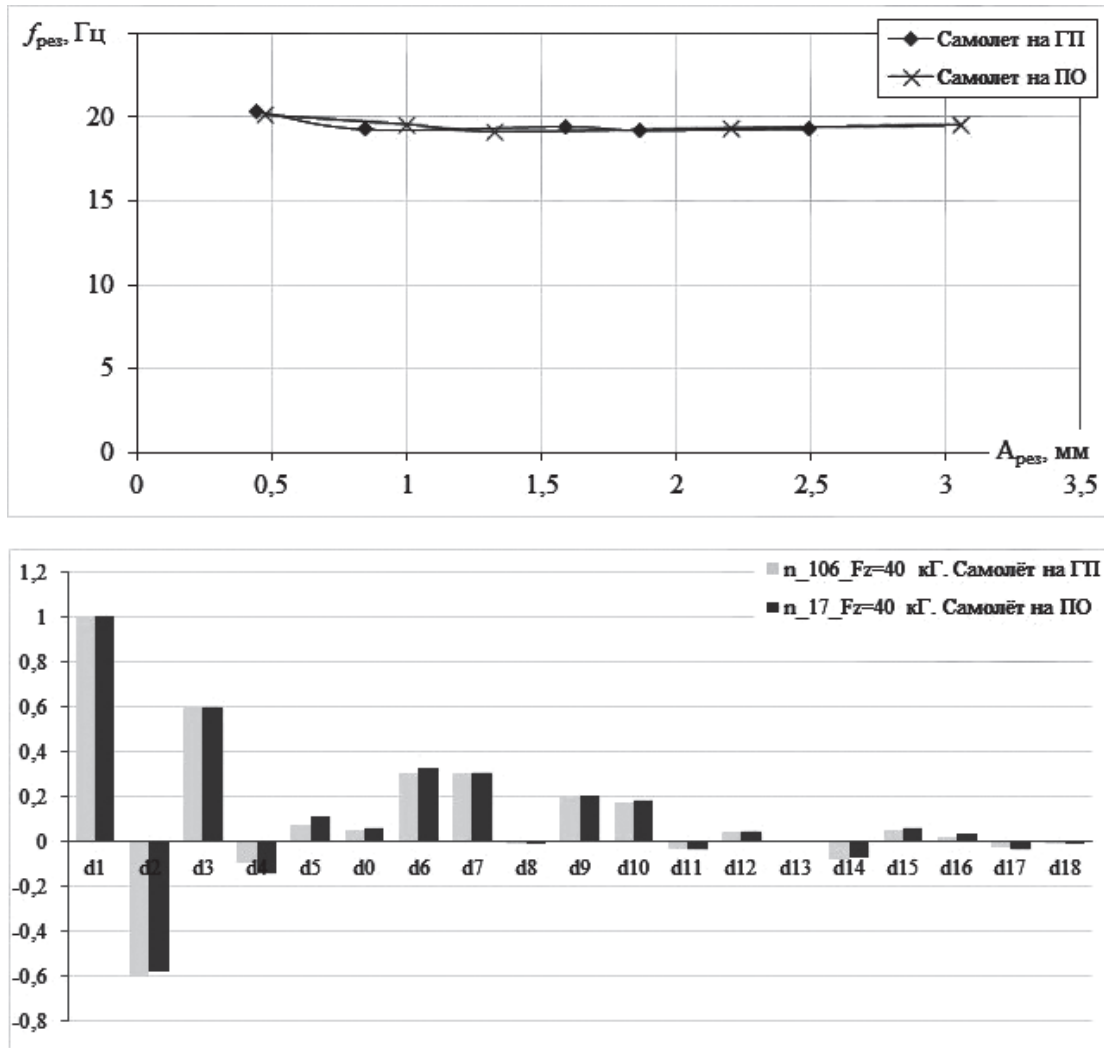 fрез, Гц
Самолет на ГП
Самолет на ПО
20
15
10
5
0
Aрез, мм
0 0,5 1 1,5 2 2,5 3 3,5
n_106_Fz=40 кГ. Самолёт на ГП
n_17_Fz=40 кГ. Самолёт на ПО
1,2
1
0,8
0,6
0,4
0,2
0
d1 d2 d3 d4 d5 d0 d6 d7 d8 d9 d10 d11 d12 d13 d14 d15 d16 d17 d18
-0,2
-0,4
-0,6
-0,8